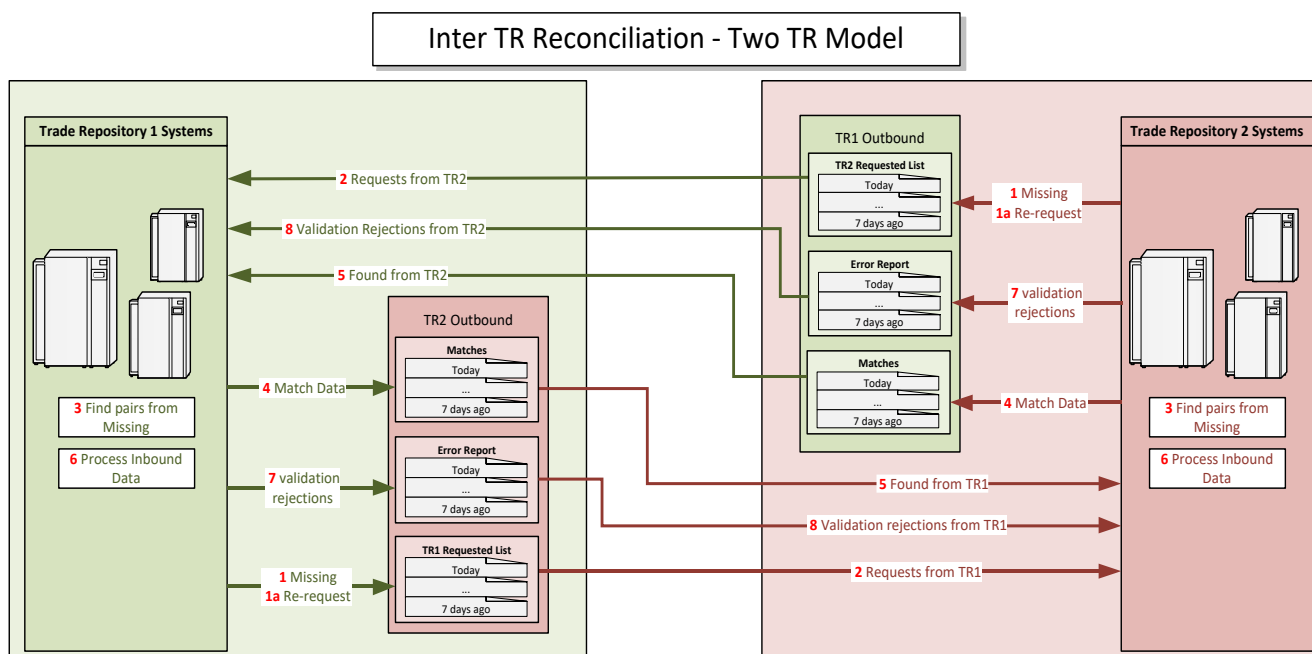 Inter TR Reconciliation - Two TR Model
Trade Repository 1 Systems
3 Find pairs from
Missing
6 Process Inbound
Data
2 Requests from TR2
8 Validation Rejections from TR2
5 Found from TR2
4 Match Data
7 validation
rejections
1 Missing
1a Re-request
TR2 Outbound
Matches
Today
...
7 days ago
Error Report
Today
...
7 days ago
TR1 Requested List
Today
...
7 days ago
TR1 Outbound
TR2 Requested List
Today
...
7 days ago
Error Report
Today
...
7 days ago
Matches
Today
...
7 days ago
1 Missing
1a Re-request
7 validation
rejections
4 Match Data
5 Found from TR1
8 Validation rejections from TR1
2 Requests from TR1
Trade Repository 2 Systems
3 Find pairs from
Missing
6 Process Inbound
Data